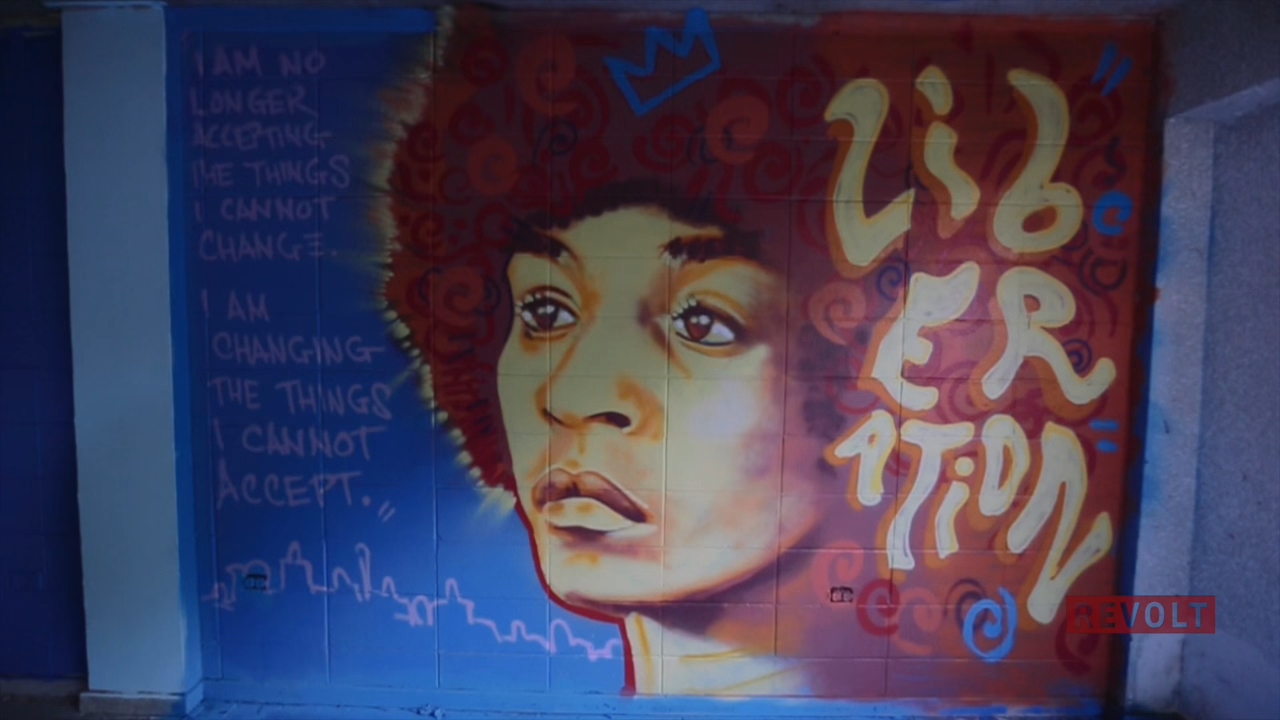 I AM NO
LONGER
ACCEPTING
THE THINGS
I CANNOT
CHANGE.
I AM
CHANGING
THE THINGS
I CANNOT
ACCEPT."
"LiB
ER
ATiON"
REVOLT